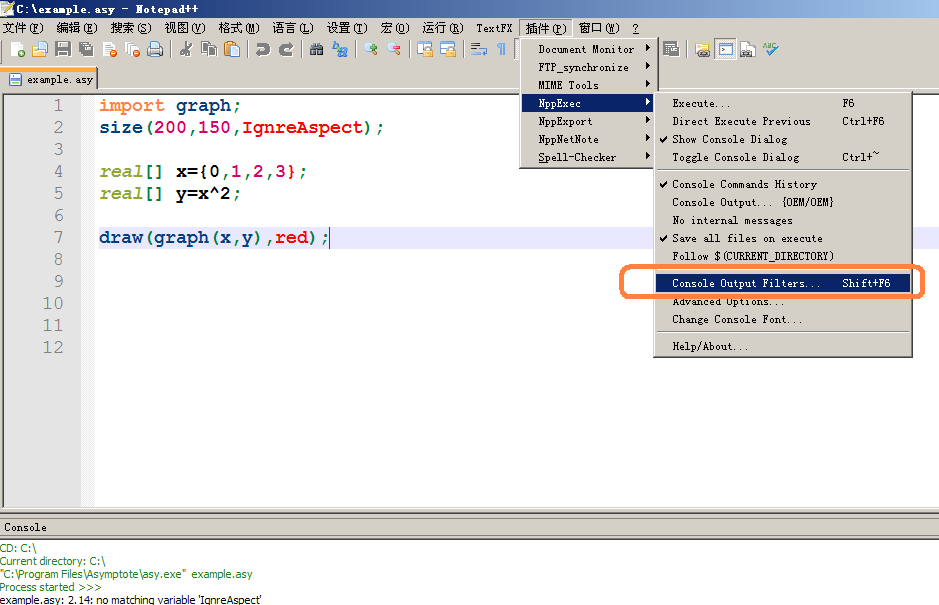 C:\example.asy - Notepad++
文件(F) 编辑(E) 搜索(S) 视图(V) 格式(M) 语言(L) 设置(T) 宏(O) 运行(R) TextFX 插件(P) 窗口(W) ?
example.asy
Document Monitor
FTP_synchronize
MIME Tools
NppExec
NppExport
NppNetNote
Spell-Checker
Execute... F6
Direct Execute Previous Ctrl+F6
Show Console Dialog
Toggle Console Dialog Ctrl+~
Console Commands History
Console Output... {OEM/OEM}
No internal messages
Save all files on execute
Follow $(CURRENT_DIRECTORY)
Console Output Filters... Shift+F6
Advanced Options...
Change Console Font...
Help/About...
1 import graph;
2 size(200,150,IgnreAspect);
3
4 real[] x={0,1,2,3};
5 real[] y=x^2;
6
7 draw(graph(x,y),red);
8
9
10
11
12
Console
CD: C:\
Current directory: C:\
"C:\Program Files\Asymptote\asy.exe" example.asy
Process started >>>
example.asy: 2.14: no matching variable 'IgnreAspect'